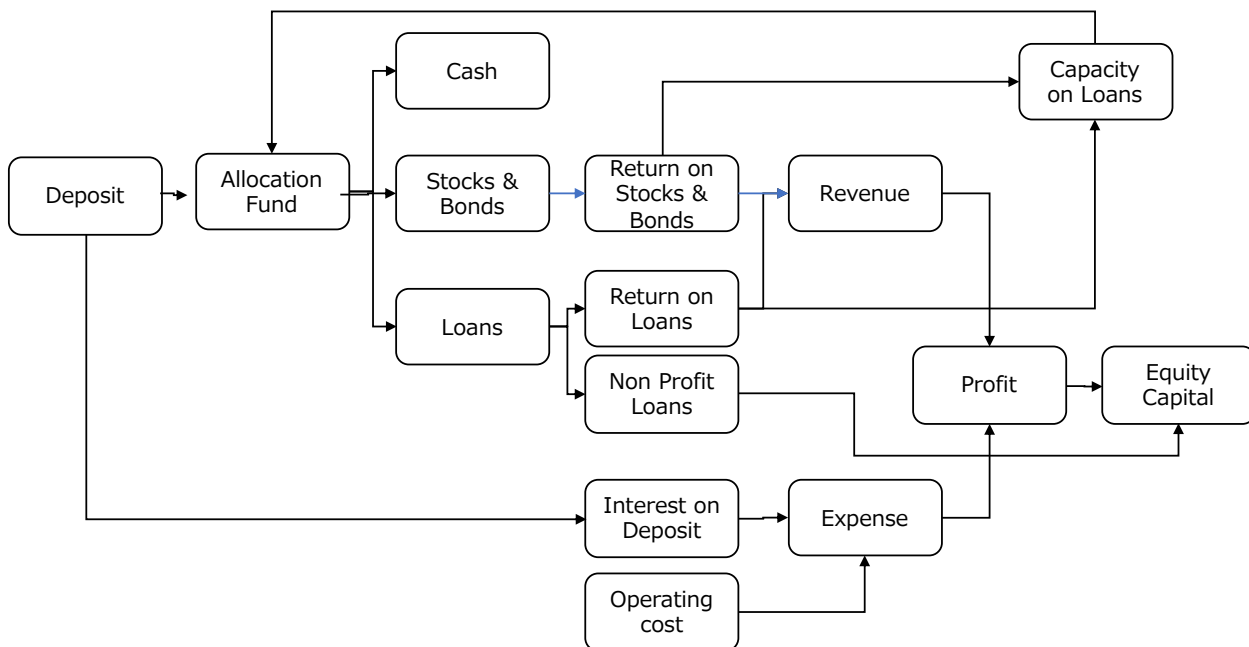 Cash
Capacity
on Loans
Deposit
Allocation
Fund
Stocks &
Bonds
Return on
Stocks &
Bonds
Revenue
Loans
Return on
Loans
Non Profit
Loans
Profit
Equity
Capital
Interest on
Deposit
Expense
Operating
cost